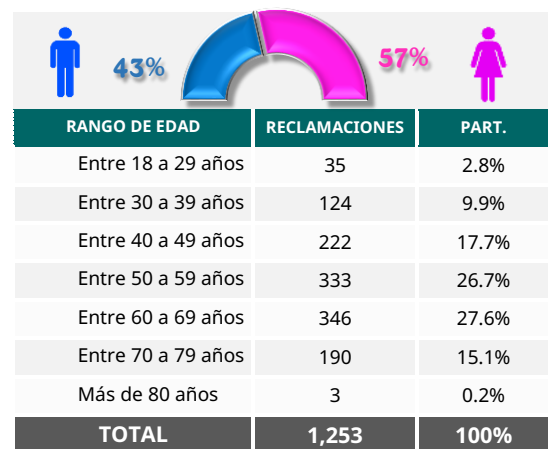 43%
57%
RANGO DE EDAD RECLAMACIONES PART.
Entre 18 a 29 años 35 2.8%
Entre 30 a 39 años 124 9.9%
Entre 40 a 49 años 222 17.7%
Entre 50 a 59 años 333 26.7%
Entre 60 a 69 años 346 27.6%
Entre 70 a 79 años 190 15.1%
Más de 80 años 3 0.2%
TOTAL 1,253 100%